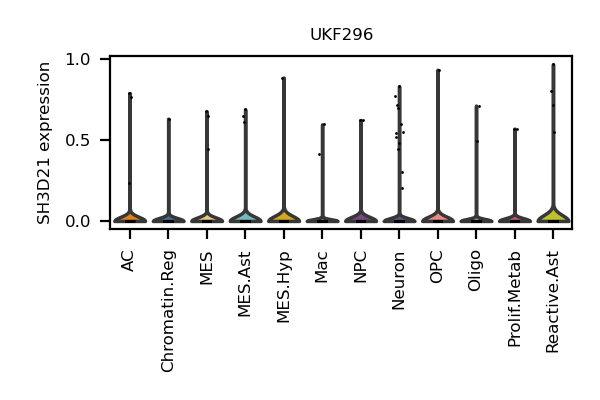 UKF296
SH3D21 expression
1.0
0.5
0.0
AC
Chromatin.Reg
MES
MES.Ast
MES.Hyp
Mac
NPC
Neuron
OPC
Oligo
Prolif.Metab
Reactive.Ast